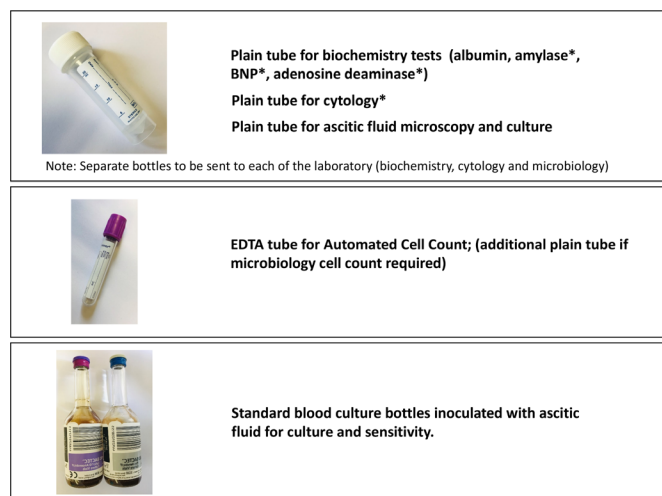 Plain tube for biochemistry tests (albumin, amylase*,
BNP*, adenosine deaminase*)
Plain tube for cytology*
Plain tube for ascitic fluid microscopy and culture
Note: Separate bottles to be sent to each of the laboratory (biochemistry, cytology and microbiology)
EDTA tube for Automated Cell Count; (additional plain tube if
microbiology cell count required)
Standard blood culture bottles inoculated with ascitic
fluid for culture and sensitivity.